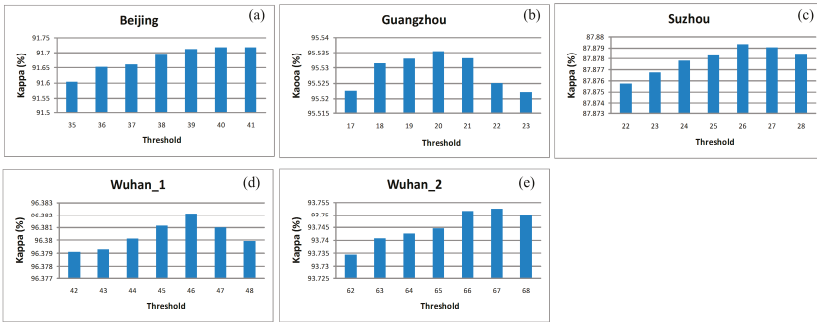 Beijing (a)
Kappa (%)
91.75
91.7
91.65
91.6
91.55
91.5
35 36 37 38 39 40 41
Threshold
Guangzhou (b)
Kaooa (%)
95.54
95.535
95.53
95.525
95.52
95.515
17 18 19 20 21 22 23
Threshold
Suzhou (c)
Kappa (%)
87.88
87.879
87.878
87.877
87.876
87.875
87.874
87.873
22 23 24 25 26 27 28
Threshold
Wuhan_1 (d)
Kappa (%)
96.383
96.382
96.381
96.38
96.379
96.378
96.377
42 43 44 45 46 47 48
Threshold
Wuhan_2 (e)
Kappa (%)
93.755
93.75
93.745
93.74
93.735
93.73
93.725
62 63 64 65 66 67 68
Threshold